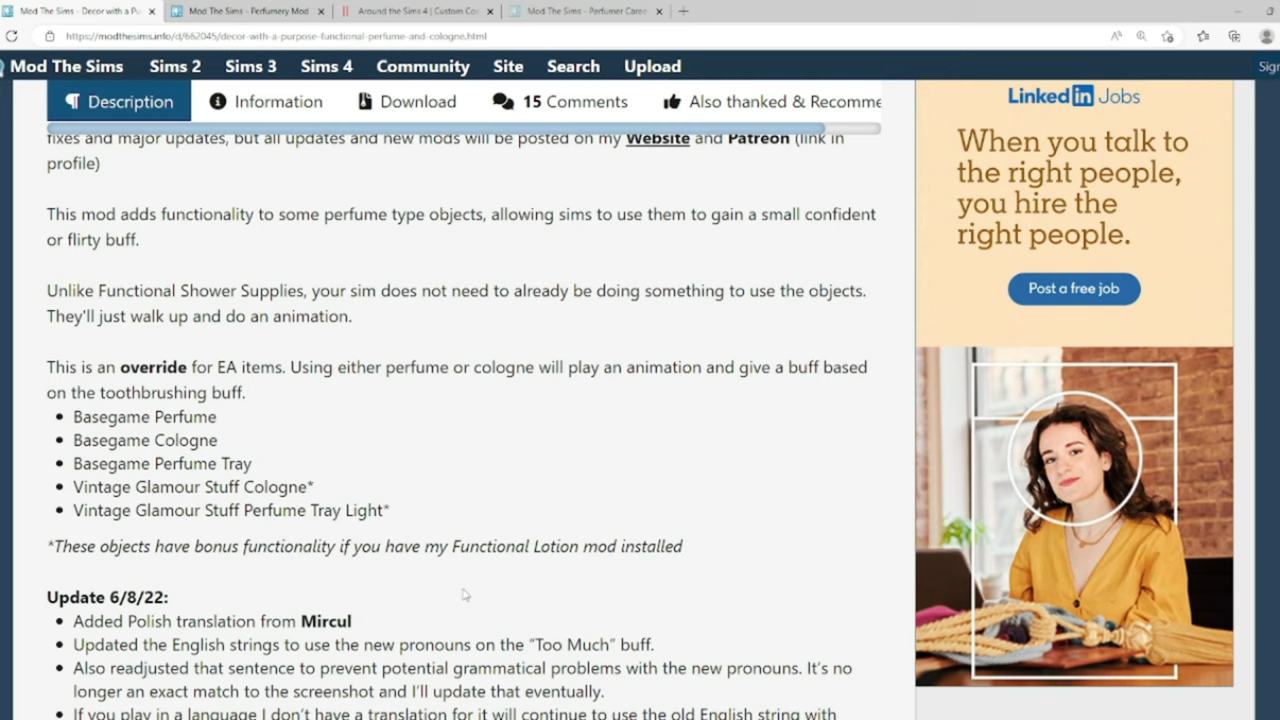 Mod The Sims - Decor with a Pu
Mod The Sims - Perfumery Mod
Around the Sims 4 | Custom Co
Mod The Sims - Perfumer Caree
https://modthesims.info/d/662045/decor-with-a-purpose-functional-perfume-and-cologne.html
Mod The Sims Sims 2 Sims 3 Sims 4 Community Site Search Upload Sign
Description Information Download 15 Comments Also thanked & Recomme
fixes and major updates, but all updates and new mods will be posted on my Website and Patreon (link in
profile)
This mod adds functionality to some perfume type objects, allowing sims to use them to gain a small confident
or flirty buff.
Unlike Functional Shower Supplies, your sim does not need to already be doing something to use the objects.
They'll just walk up and do an animation.
This is an override for EA items. Using either perfume or cologne will play an animation and give a buff based
on the toothbrushing buff.
• Basegame Perfume
• Basegame Cologne
• Basegame Perfume Tray
• Vintage Glamour Stuff Cologne*
• Vintage Glamour Stuff Perfume Tray Light*
*These objects have bonus functionality if you have my Functional Lotion mod installed
Update 6/8/22:
• Added Polish translation from Mircul
• Updated the English strings to use the new pronouns on the "Too Much" buff.
• Also readjusted that sentence to prevent potential grammatical problems with the new pronouns. It's no
longer an exact match to the screenshot and I'll update that eventually.
• If you play in a language I don't have a translation for it will continue to use the old English string with
LinkedIn Jobs
When you talk to
the right people,
you hire the
right people.
Post a free job